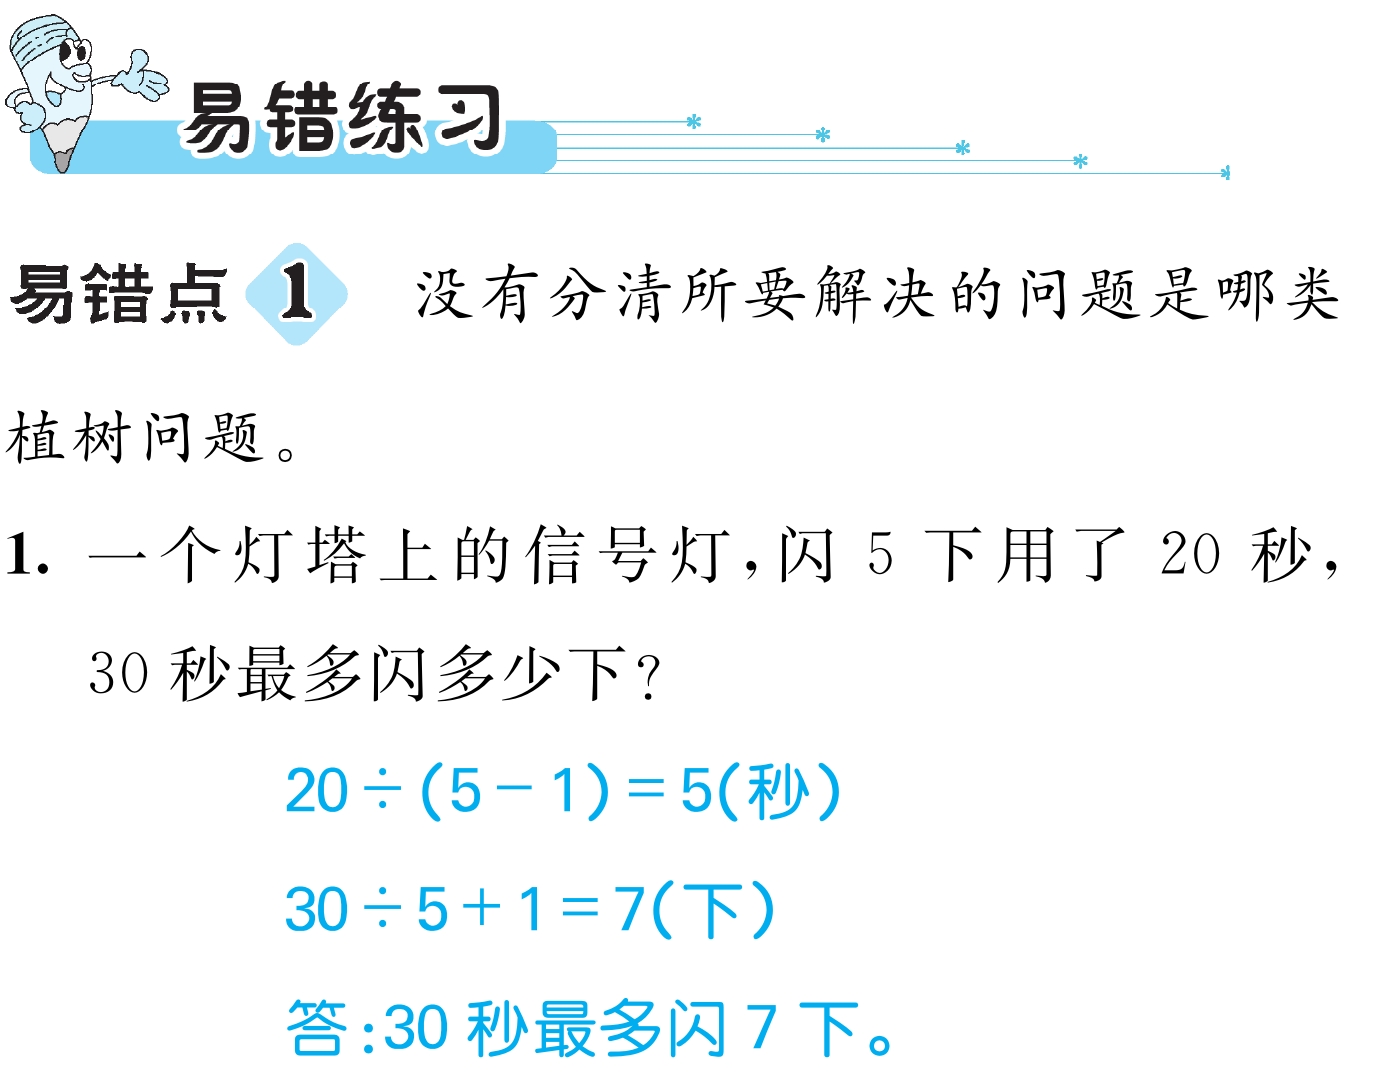 易错练习
易错点 1 没有分清所要解决的问题是哪类
植树问题。
1. 一个灯塔上的信号灯,闪 5 下用了 20 秒,
30 秒最多闪多少下?
20÷(5-1)=5(秒)
30÷5+1=7(下)
答:30 秒最多闪 7 下。